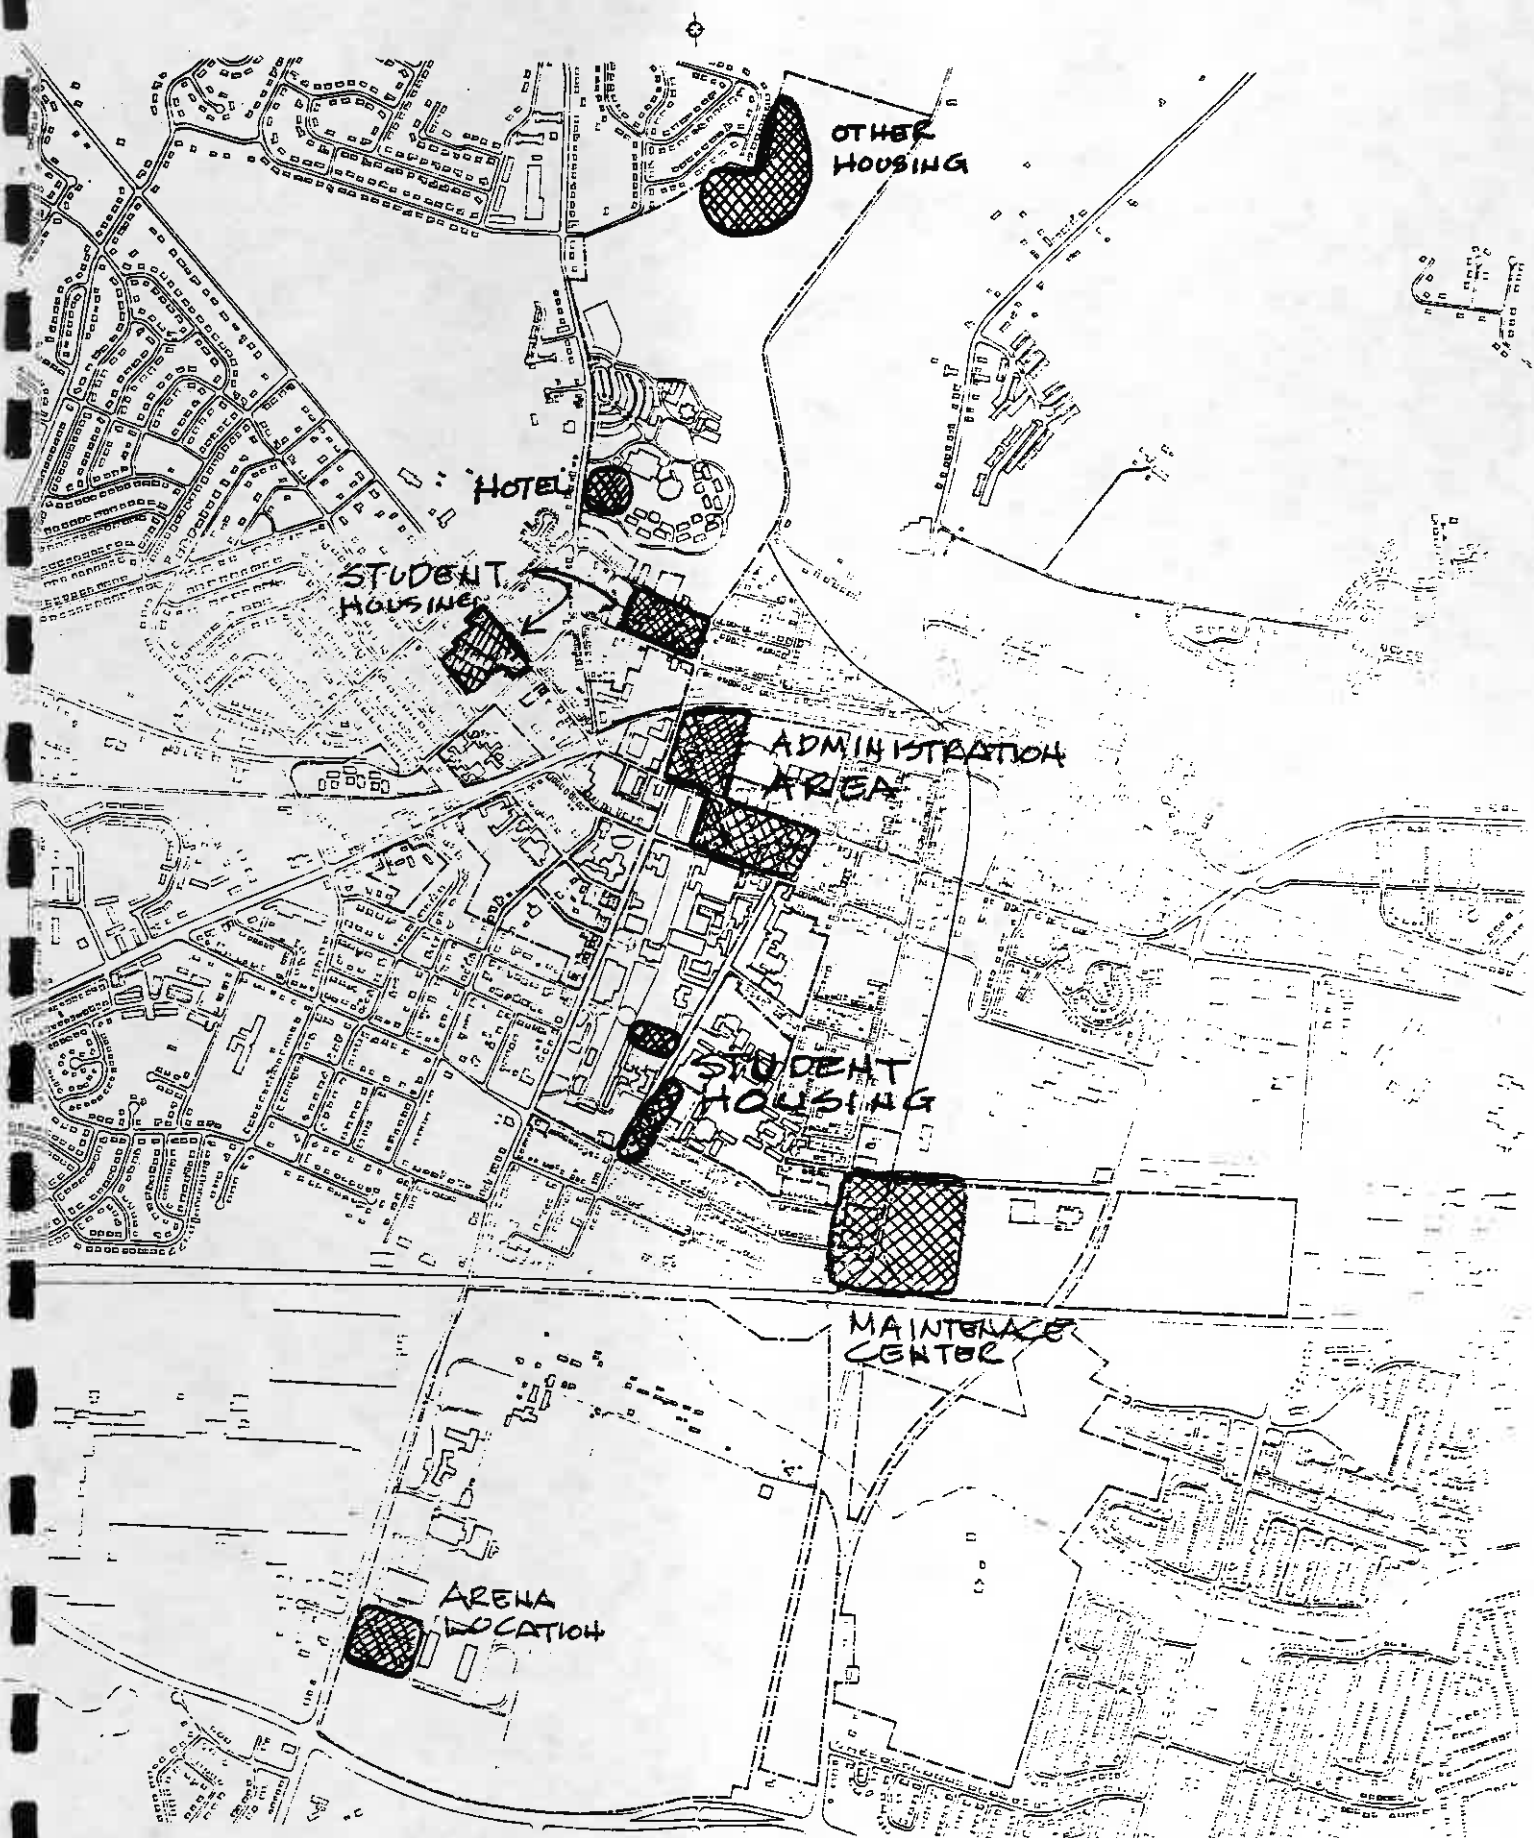 OTHER
HOUSING
HOTEL
STUDENT
HOUSING
ADMINISTRATION
AREA
STUDENT
HOUSING
MAINTENACE
CENTER
ARENA
LOCATION